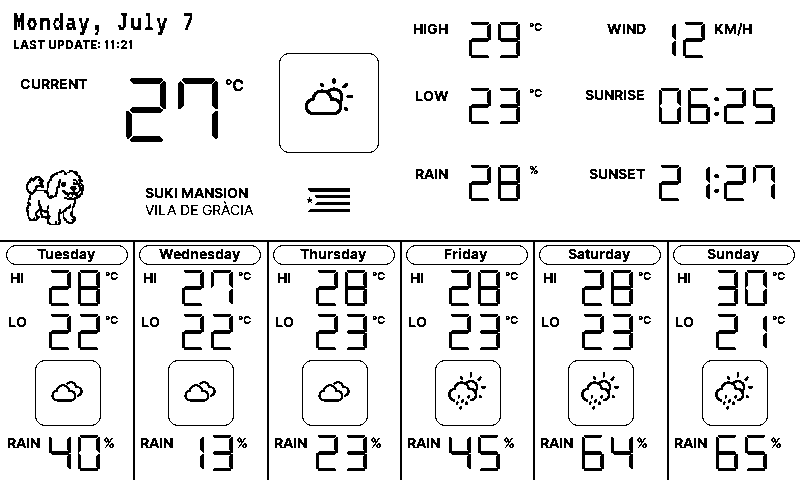 Monday, July 7
LAST UPDATE: 11:21
CURRENT 27 °C
HIGH 29 °C
WIND 12 KM/H
LOW 23 °C
SUNRISE 06:25
RAIN 28 %
SUNSET 21:27
SUKI MANSION
VILA DE GRÀCIA
Tuesday
HI 28 °C
LO 22 °C
RAIN 40 %
Wednesday
HI 27 °C
LO 22 °C
RAIN 13 %
Thursday
HI 28 °C
LO 22 °C
RAIN 23 %
Friday
HI 28 °C
LO 23 °C
RAIN 45 %
Saturday
HI 28 °C
LO 23 °C
RAIN 64 %
Sunday
HI 30 °C
LO 21 °C
RAIN 65 %